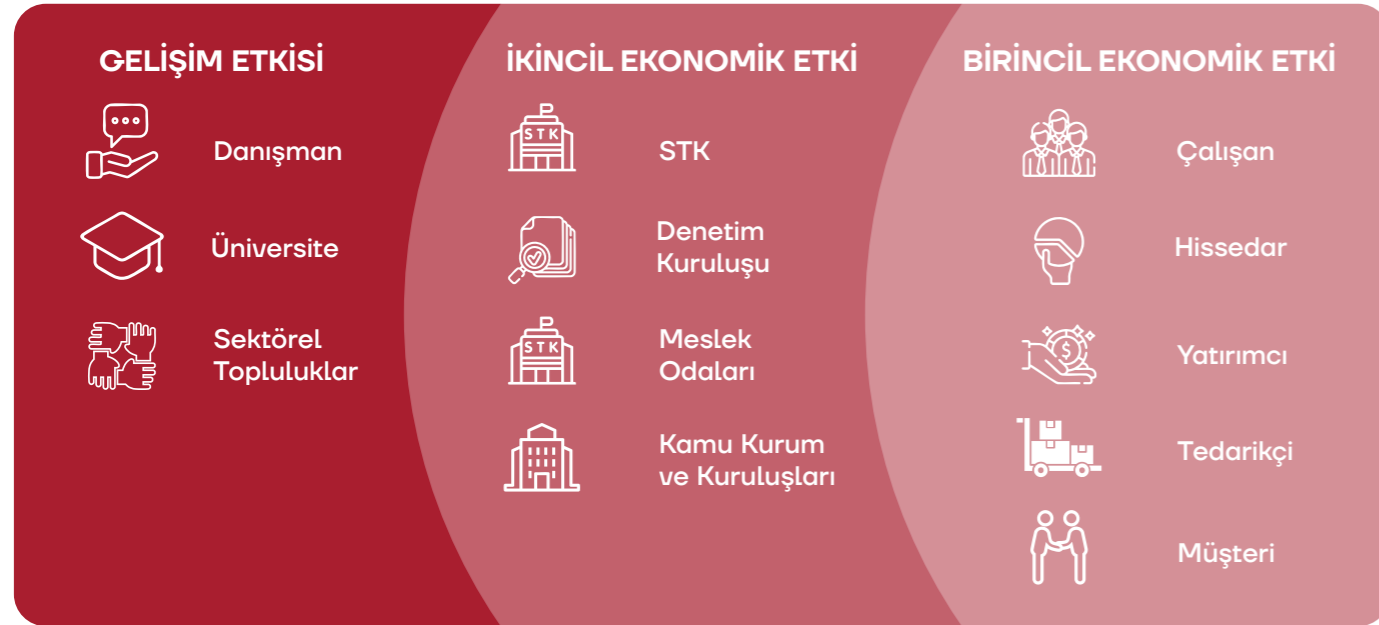 GELİŞİM ETKİSİ
Danışman
Üniversite
Sektörel
Topluluklar
İKİNCİL EKONOMİK ETKİ
STK
STK
Denetim
Kuruluşu
STK
Meslek
Odaları
Kamu Kurum
ve Kuruluşları
BİRİNCİL EKONOMİK ETKİ
Çalışan
Hissedar
$
Yatırımcı
Tedarikçi
Müşteri